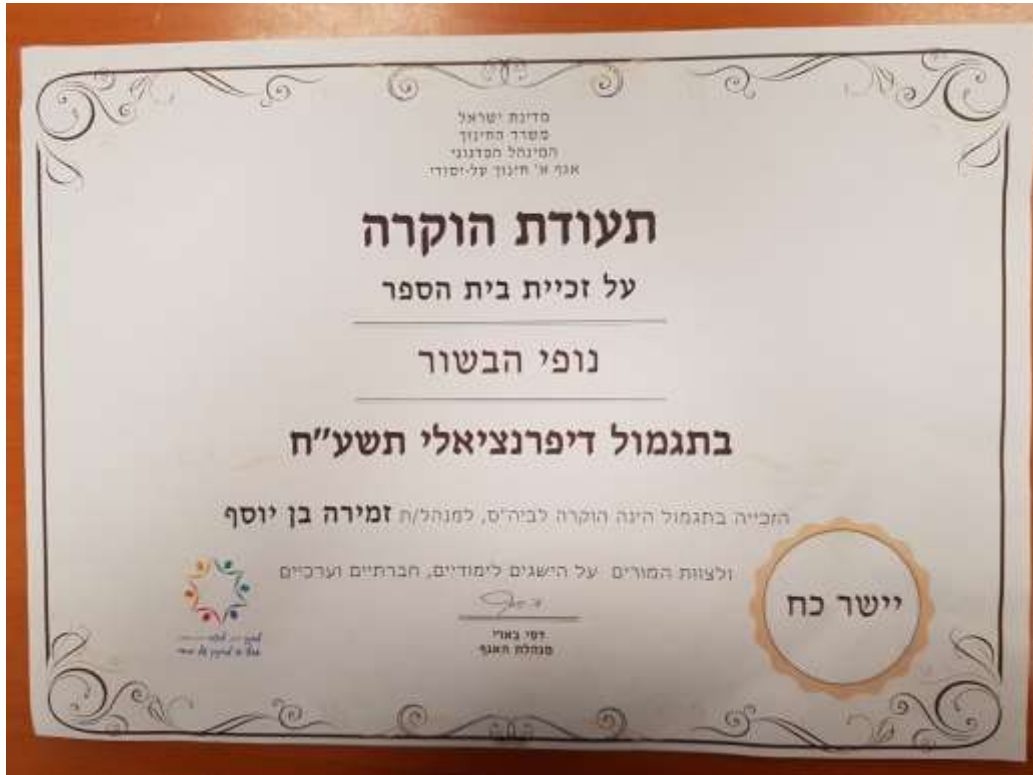 מדינת ישראל
משרד החינוך
המינהל הפדגוגי
אגף א' חינוך על-יסודי
תעודת הוקרה
על זכיית בית הספר
נופי הבשור
בתגמול דיפרנציאלי תשע״ח
הזכייה בתגמול הינה הוקרה לביה״ס, למנהל/ת זמירה בן יוסף
ולצוות המורים על הישגים לימודיים, חברתיים וערכיים
יישר כח
דסי בארי
מנהלת האגף